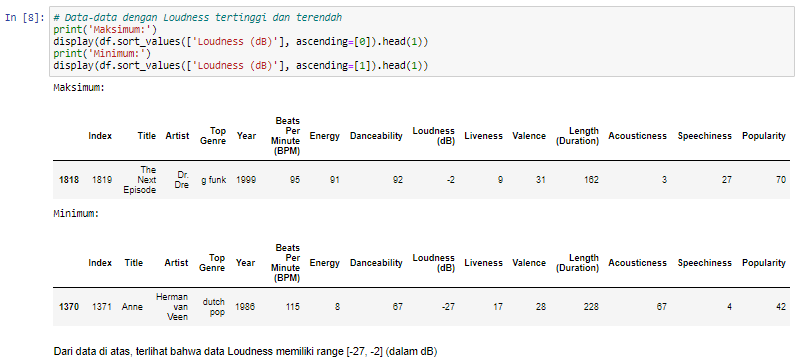 In [8]:
# Data-data dengan Loudness tertinggi dan terendah
print('Maksimum:')
display(df.sort_values(['Loudness (dB)'], ascending=[0]).head(1))
print('Minimum:')
display(df.sort_values(['Loudness (dB)'], ascending=[1]).head(1))
Maksimum:
Index Title Artist Top Genre Year Beats Per Minute (BPM) Energy Danceability Loudness (dB) Liveness Valence Length (Duration) Acousticness Speechiness Popularity
1818 1819 The Next Episode Dr. Dre g funk 1999 95 91 92 -2 9 31 162 3 27 70
Minimum:
Index Title Artist Top Genre Year Beats Per Minute (BPM) Energy Danceability Loudness (dB) Liveness Valence Length (Duration) Acousticness Speechiness Popularity
1370 1371 Anne Herman van Veen dutch pop 1986 115 8 67 -27 17 28 228 67 4 42
Dari data di atas, terlihat bahwa data Loudness memiliki range [-27, -2] (dalam dB)